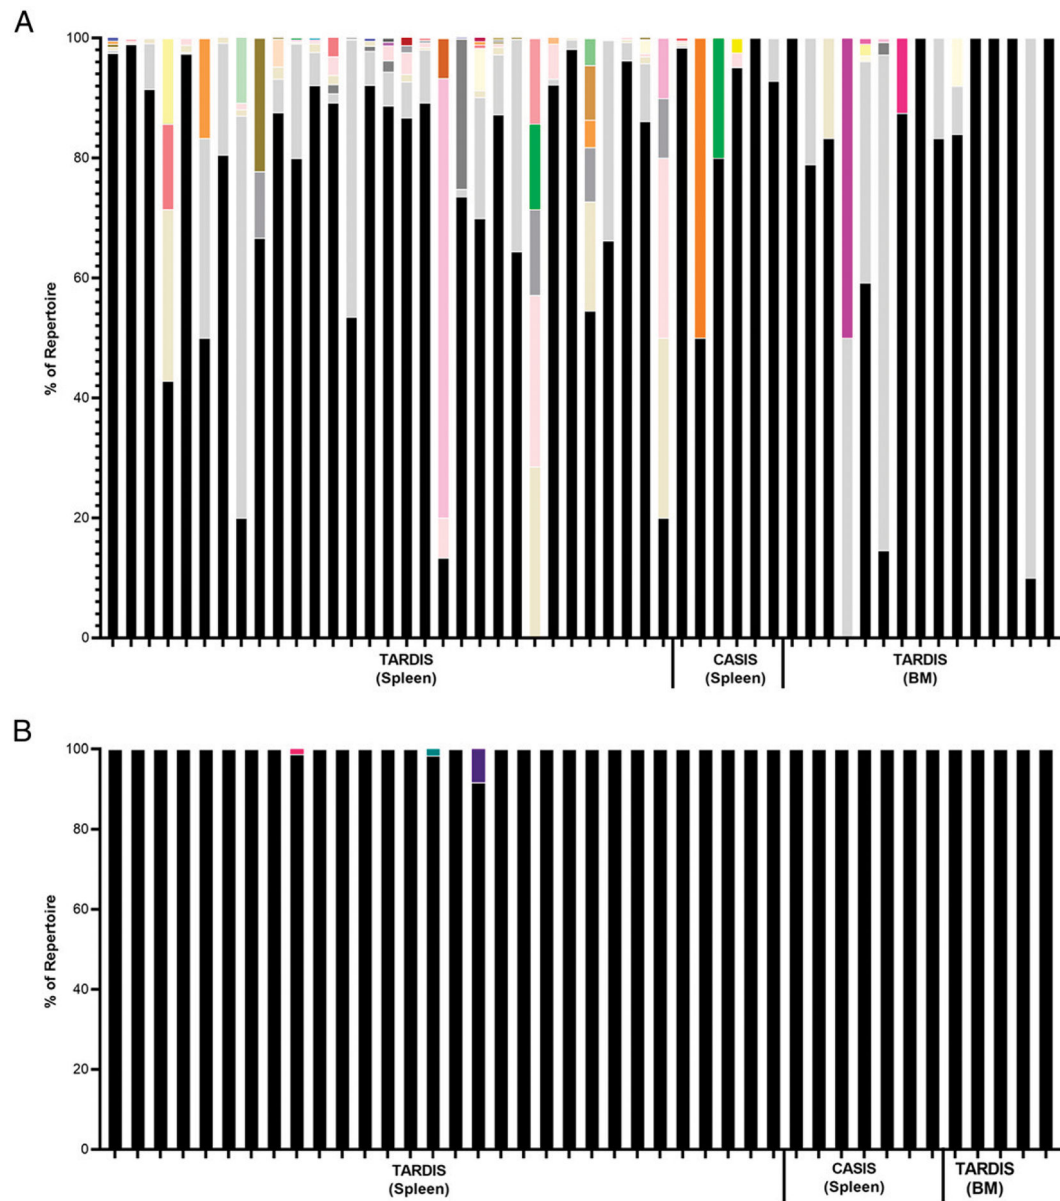 A
% of Repertoire
100
80
60
40
20
0
TARDIS
(Spleen)
CASIS
(Spleen)
TARDIS
(BM)
B
% of Repertoire
100
80
60
40
20
0
TARDIS
(Spleen)
CASIS
(Spleen)
TARDIS
(BM)